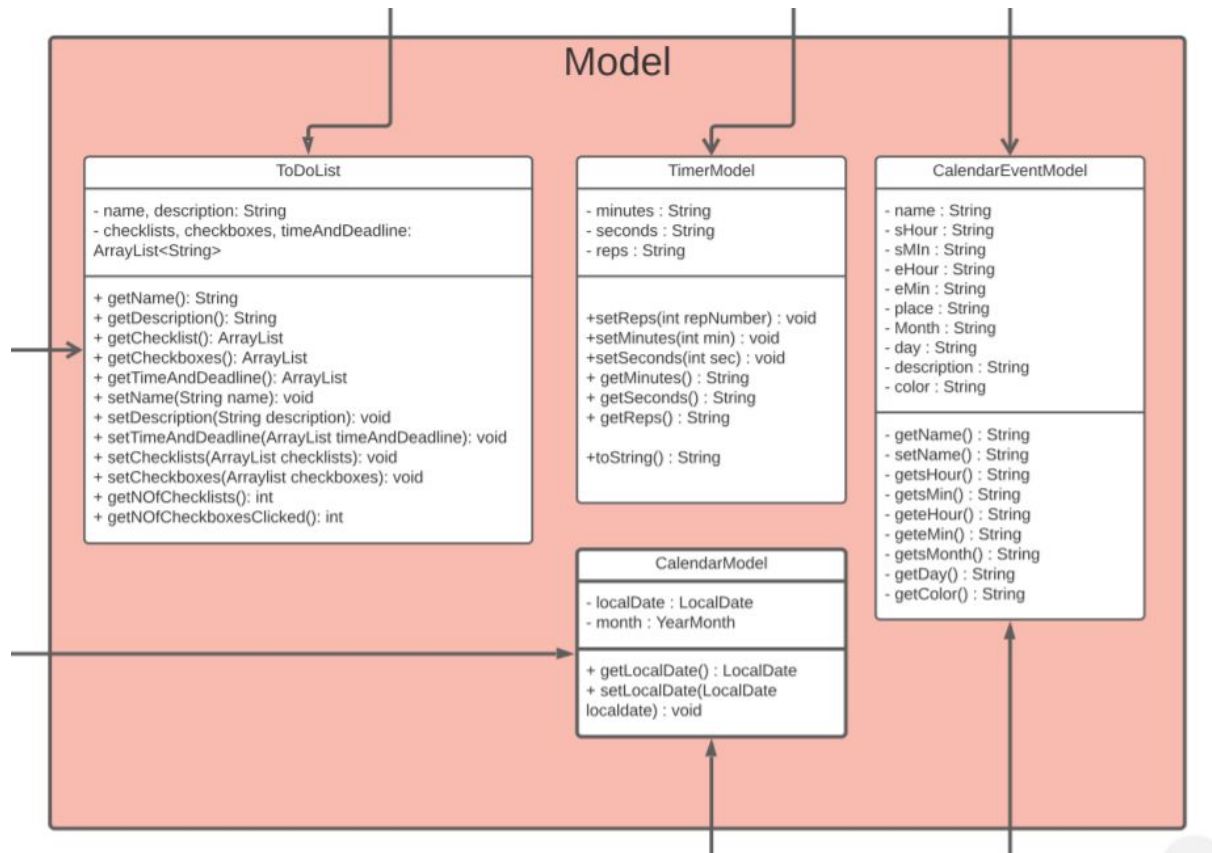 Model
ToDoList
- name, description: String
- checklists, checkboxes, timeAndDeadline:
ArrayList<String>
+ getName(): String
+ getDescription(): String
+ getChecklist(): ArrayList
+ getCheckboxes(): ArrayList
+ getTimeAndDeadline(): ArrayList
+ setName(String name): void
+ setDescription(String description): void
+ setTimeAndDeadline(ArrayList timeAndDeadline): void
+ setChecklists(ArrayList checklists): void
+ setCheckboxes(Arraylist checkboxes): void
+ getNOfChecklists(): int
+ getNOfCheckboxesClicked(): int
TimerModel
- minutes : String
- seconds : String
- reps : String
+setReps(int repNumber) : void
+setMinutes(int min) : void
+setSeconds(int sec) : void
+ getMinutes() : String
+ getSeconds() : String
+ getReps() : String
+toString() : String
CalendarEventModel
- name : String
- sHour : String
- sMIn : String
- eHour : String
- eMin : String
- place : String
- Month : String
- day : String
- description : String
- color : String
- getName() : String
- setName() : String
- getsHour() : String
- getsMin() : String
- geteHour() : String
- geteMin() : String
- getsMonth() : String
- getDay() : String
- getColor() : String
CalendarModel
- localDate : LocalDate
- month : YearMonth
+ getLocalDate() : LocalDate
+ setLocalDate(LocalDate
localdate) : void